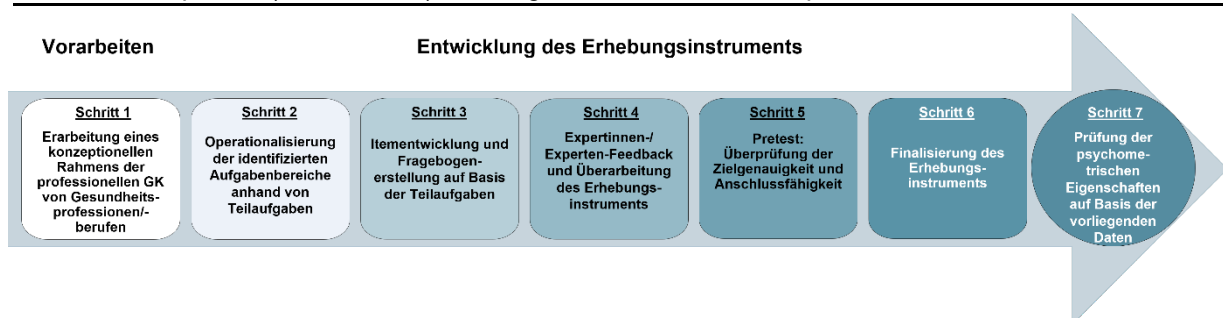 Vorarbeiten
Entwicklung des Erhebungsinstruments
Schritt 1
Erarbeitung eines
konzeptionellen
Rahmens der
professionellen GK
von Gesundheits-
professionen/-
berufen
Schritt 2
Operationalisierung
der identifizierten
Aufgabenbereiche
anhand von
Teilaufgaben
Schritt 3
Itementwicklung und
Fragebogen-
erstellung auf Basis
der Teilaufgaben
Schritt 4
Expertinnen-/
Experten-Feedback
und Überarbeitung
des Erhebungs-
instruments
Schritt 5
Pretest:
Überprüfung der
Zielgenauigkeit und
Anschlussfähigkeit
Schritt 6
Finalisierung des
Erhebungs-
instruments
Schritt 7
Prüfung der
psychome-
trischen
Eigenschaften
auf Basis der
vorliegenden
Daten